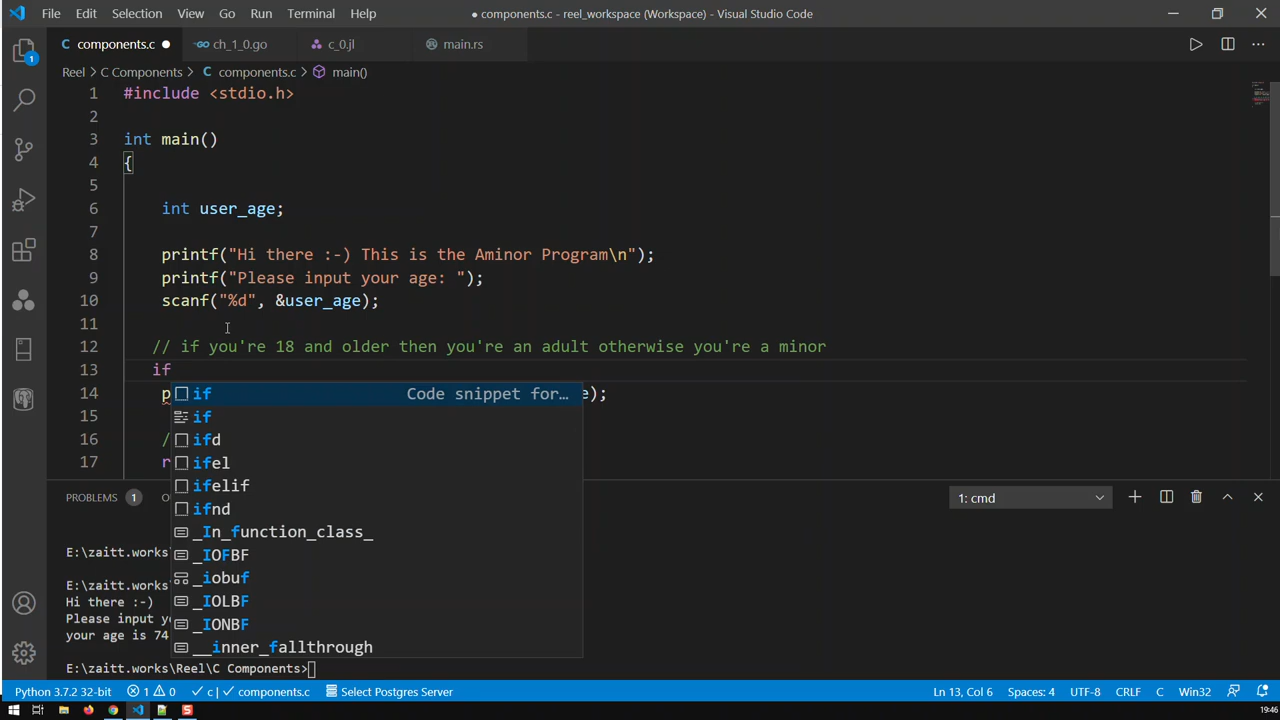 File Edit Selection View Go Run Terminal Help
● components.c - reel_workspace (Workspace) - Visual Studio Code
components.c ch_1_0.go c_0.jl main.rs
Reel > C Components > components.c > main()
1 #include <stdio.h>
2
3 int main()
4 {
5
6 int user_age;
7
8 printf("Hi there :-) This is the Aminor Program\n");
9 printf("Please input your age: ");
10 scanf("%d", &user_age);
11
12 // if you're 18 and older then you're an adult otherwise you're a minor
13 if
14 p e);
15
16 /
17 r
if Code snippet for…
if
ifd
ifel
ifelif
ifnd
_In_function_class_
_IOFBF
_iobuf
_IOLBF
_IONBF
__inner_fallthrough
PROBLEMS 1 O 1: cmd
E:\zaitt.works
E:\zaitt.works
Hi there :-)
Please input yo
your age is 74
E:\zaitt.works\Reel\C Components>
Python 3.7.2 32-bit 1 0 c | components.c Select Postgres Server Ln 13, Col 6 Spaces: 4 UTF-8 CRLF C Win32
19:46